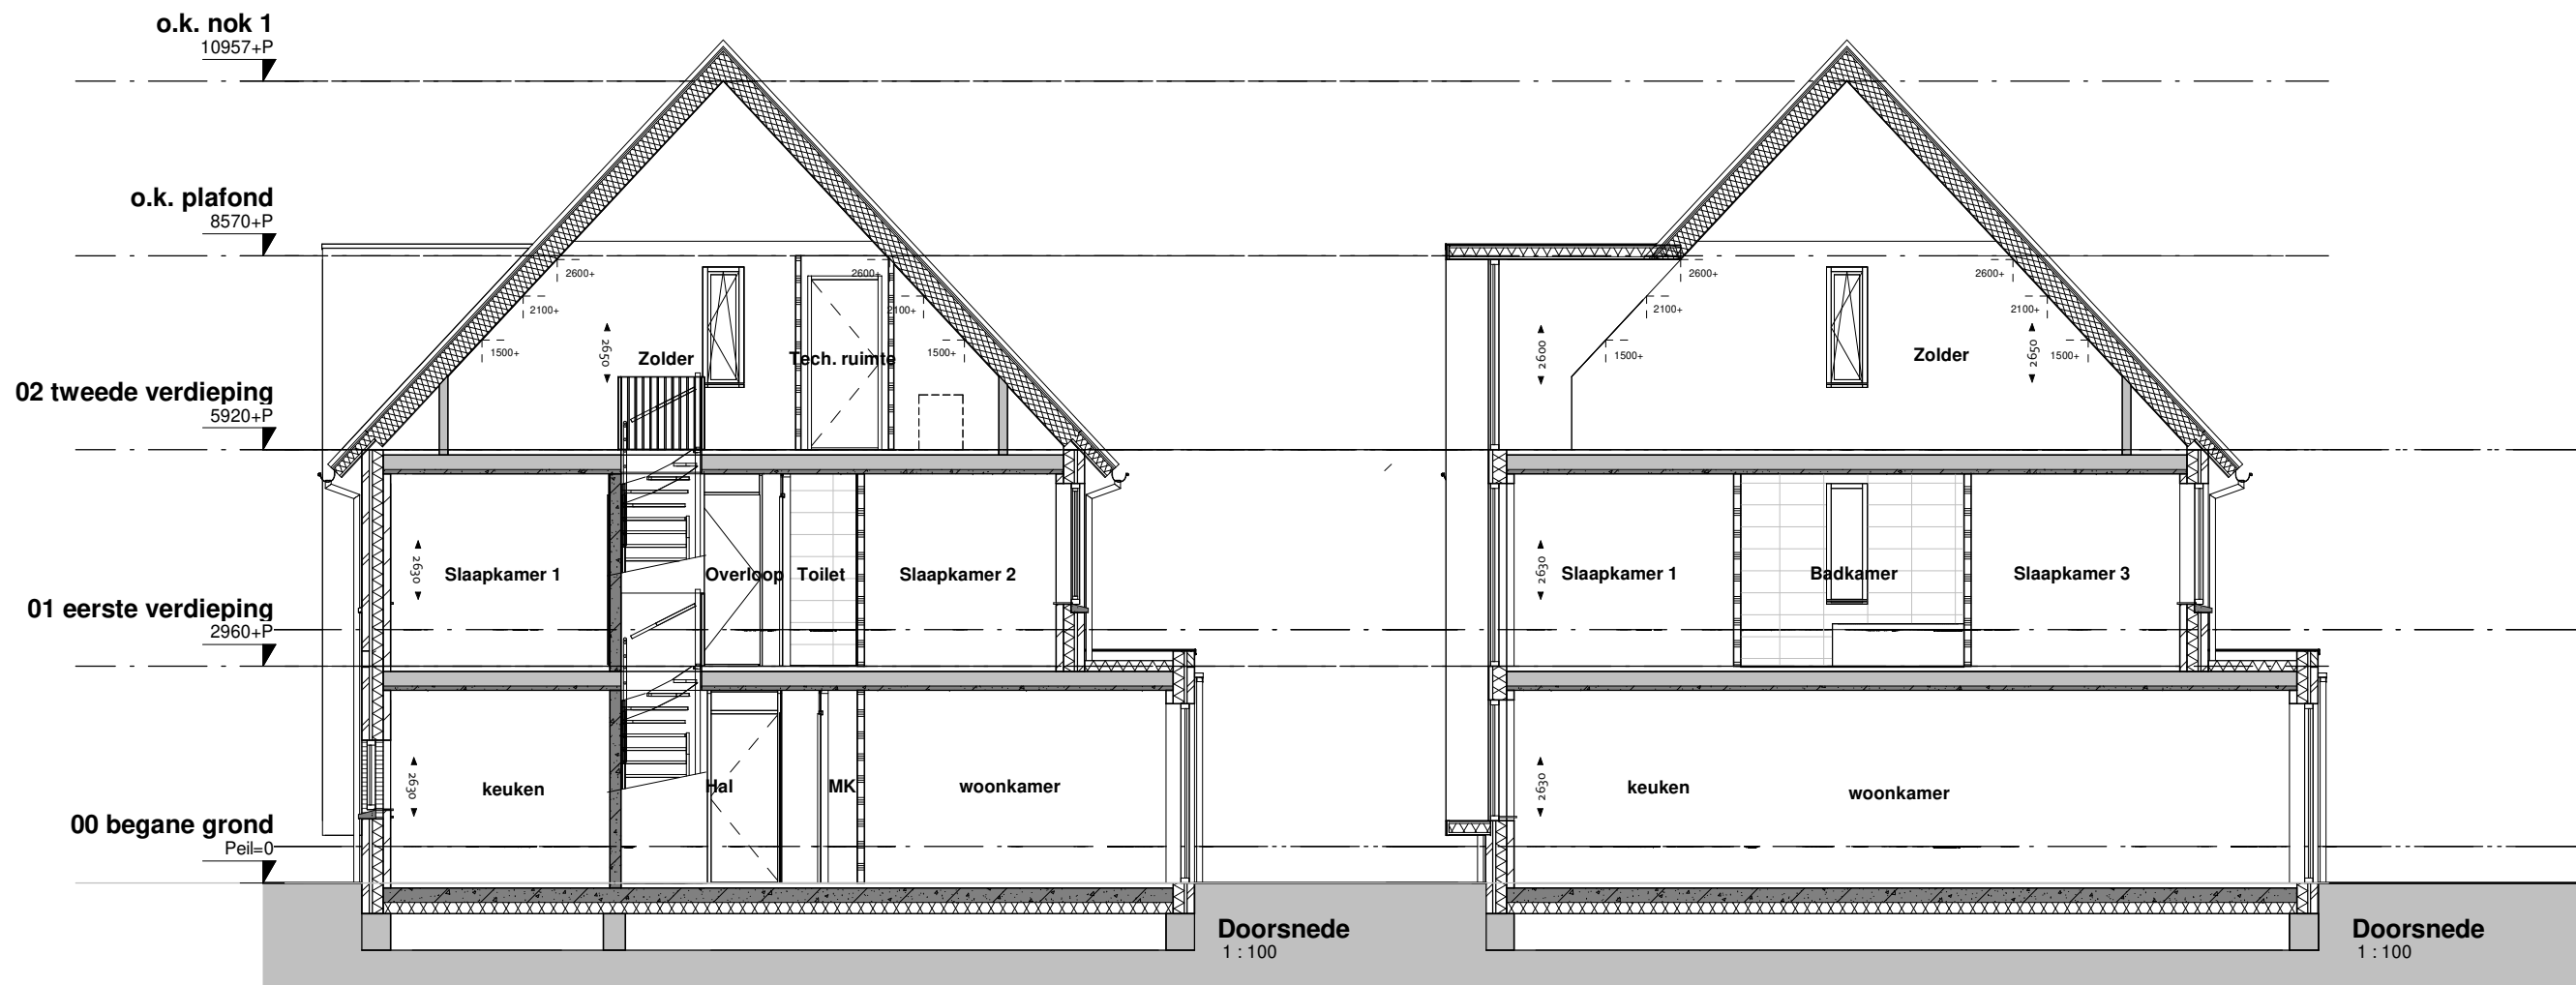 o.k. nok 1
10957+P
o.k. plafond
8570+P
02 tweede verdieping
5920+P
01 eerste verdieping
2960+P
00 begane grond
Peil=0
2600+
2600+
2100+
2100+
1500+
1500+
2650
Zolder
Tech. ruimte
2630
Slaapkamer 1
Overloop
Toilet
Slaapkamer 2
2630
keuken
Hal
MK
woonkamer
Doorsnede
1 : 100
2600+
2600+
2100+
2100+
1500+
1500+
2600
2650
Zolder
2630
Slaapkamer 1
Badkamer
Slaapkamer 3
2630
keuken
woonkamer
Doorsnede
1 : 100